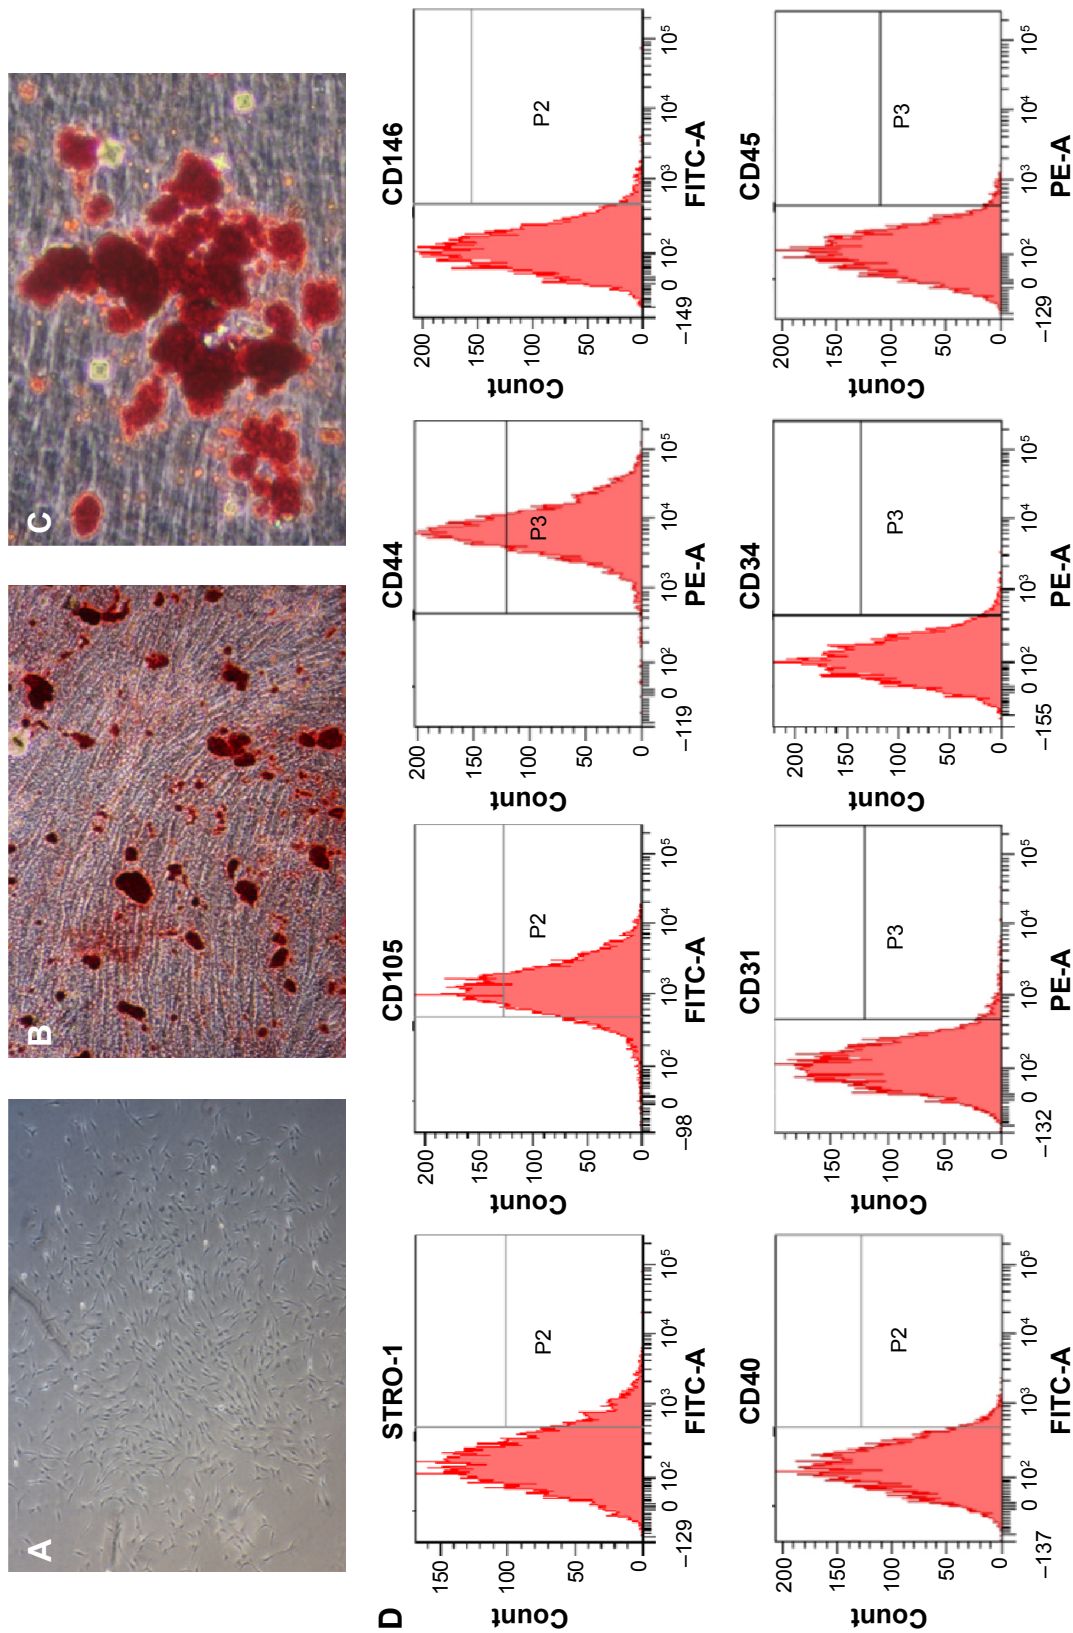 A
B
C
D
STRO-1
Count
150
100
50
0
P2
−129
0 10² 10³ 10⁴ 10⁵
FITC-A
CD105
Count
200
150
100
50
0
P2
−98
0 10² 10³ 10⁴ 10⁵
FITC-A
CD44
Count
200
150
100
50
0
P3
−119
0 10² 10³ 10⁴ 10⁵
PE-A
CD146
Count
200
150
100
50
0
P2
−149
0 10² 10³ 10⁴ 10⁵
FITC-A
CD40
Count
200
150
100
50
0
P2
−137
0 10² 10³ 10⁴ 10⁵
FITC-A
CD31
Count
150
100
50
0
P3
−132
0 10² 10³ 10⁴ 10⁵
PE-A
CD34
Count
200
150
100
50
0
P3
−155
0 10² 10³ 10⁴ 10⁵
PE-A
CD45
Count
200
150
100
50
0
P3
−129
0 10² 10³ 10⁴ 10⁵
PE-A